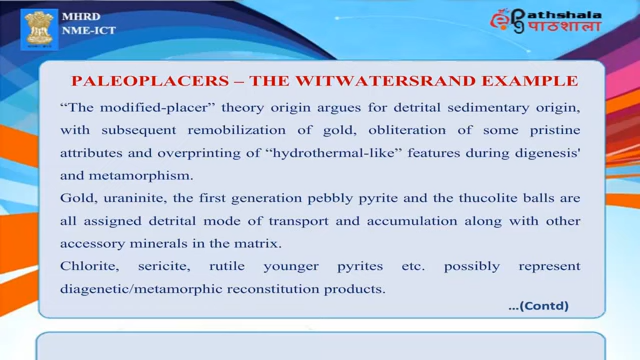 MHRD
NME-ICT
Pathshala
पाठशाला
PALEOPLACERS – THE WITWATERSRAND EXAMPLE
“The modified-placer” theory origin argues for detrital sedimentary origin,
with subsequent remobilization of gold, obliteration of some pristine
attributes and overprinting of “hydrothermal-like” features during digenesis'
and metamorphism.
Gold, uraninite, the first generation pebbly pyrite and the thucolite balls are
all assigned detrital mode of transport and accumulation along with other
accessory minerals in the matrix.
Chlorite, sericite, rutile younger pyrites etc. possibly represent
diagenetic/metamorphic reconstitution products.
...(Contd)